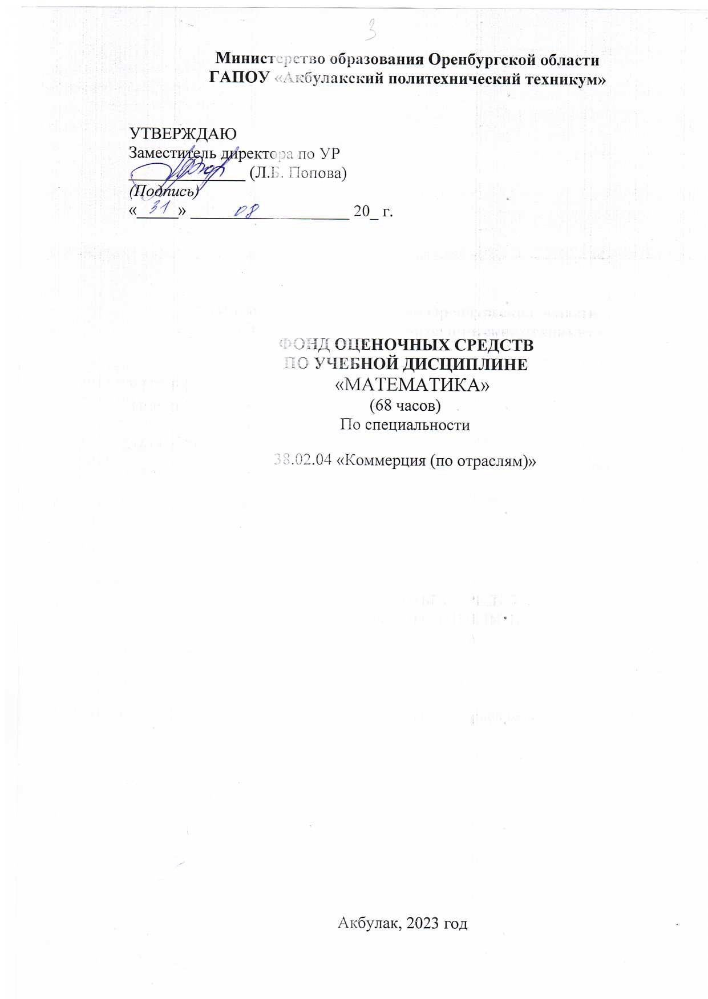 3
Министерство образования Оренбургской области
ГАПОУ «Акбулакский политехнический техникум»
УТВЕРЖДАЮ
Заместитель директора по УР
______________ (Л.Б. Попова)
(Подпись)
«31» 08 20_ г.
ФОНД ОЦЕНОЧНЫХ СРЕДСТВ
ПО УЧЕБНОЙ ДИСЦИПЛИНЕ
«МАТЕМАТИКА»
(68 часов)
По специальности
38.02.04 «Коммерция (по отраслям)»
Акбулак, 2023 год